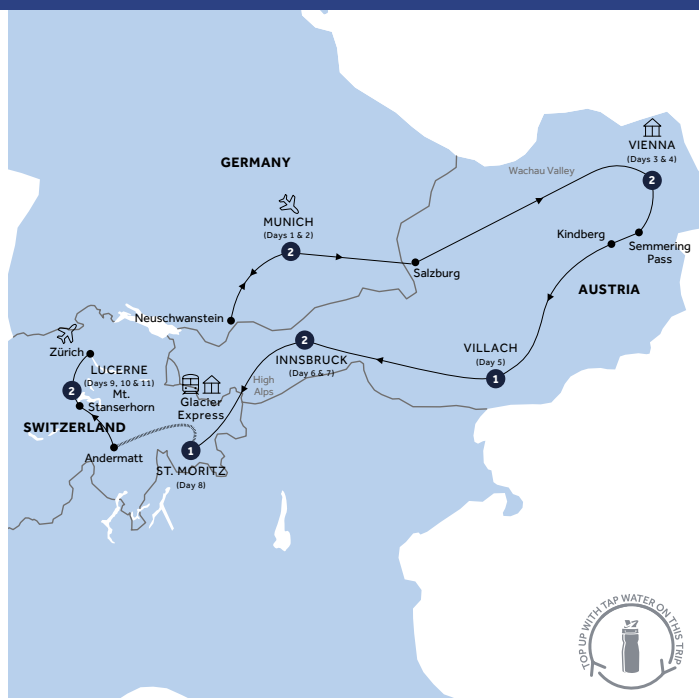 GERMANY
VIENNA
(Days 3 & 4)
2
Wachau Valley
MUNICH
(Days 1 & 2)
2
Kindberg
Semmering
Pass
Salzburg
AUSTRIA
Neuschwanstein
Zürich
LUCERNE
(Days 9, 10 & 11)
2
Mt.
Stanserhorn
SWITZERLAND
Andermatt
2
INNSBRUCK
(Day 6 & 7)
VILLACH
(Day 5)
1
High
Alps
Glacier
Express
1
ST. MORITZ
(Day 8)
TOP UP WITH TAP WATER ON THIS TRIP